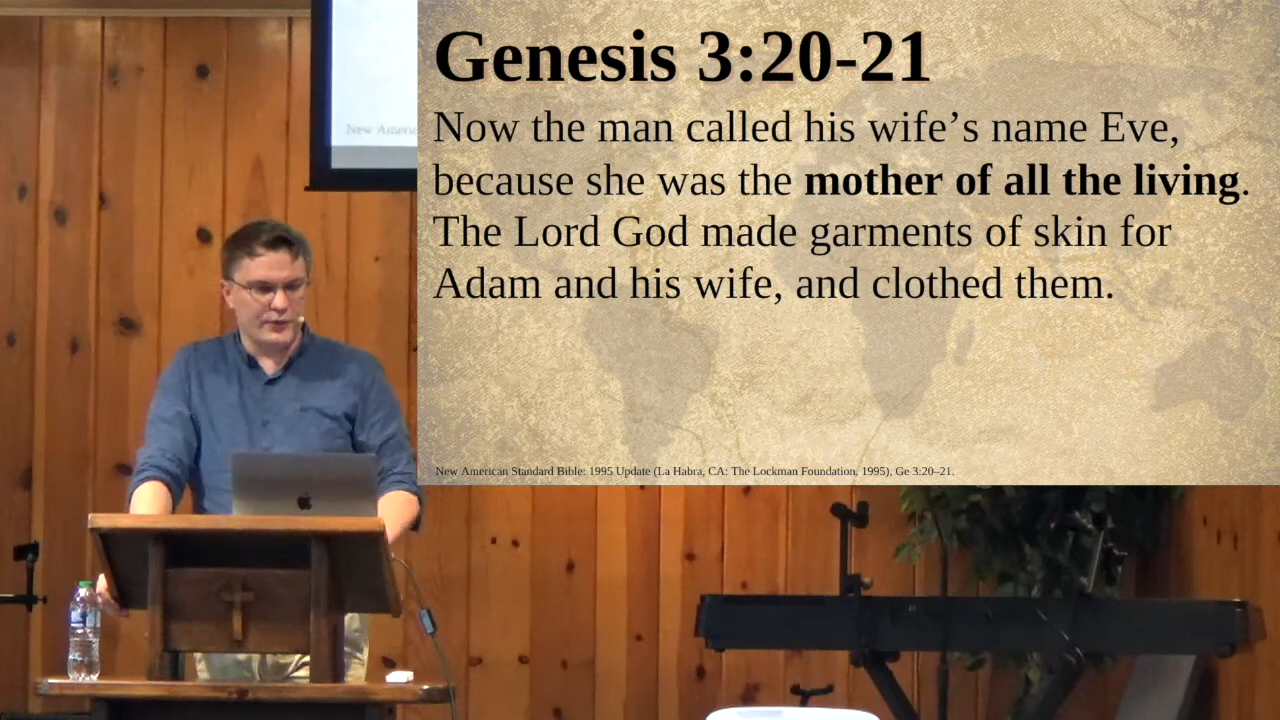 New Americ
Genesis 3:20-21
Now the man called his wife’s name Eve,
because she was the mother of all the living.
The Lord God made garments of skin for
Adam and his wife, and clothed them.
New American Standard Bible: 1995 Update (La Habra, CA: The Lockman Foundation, 1995), Ge 3:20–21.